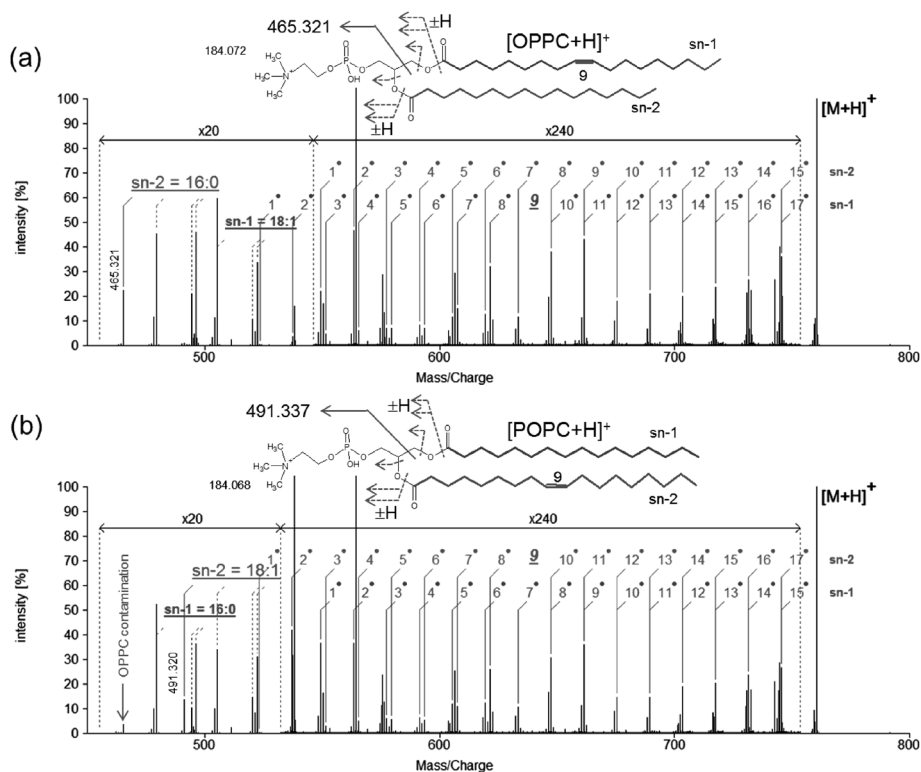 (a)
184.072
465.321
±H
[OPPC+H]⁺
sn-1
9
sn-2
±H
OH
O
P
N⁺
H₃C
CH₃
H₃C
[M+H]⁺
x20
x240
sn-2 = 16:0
1• 2• 3• 4• 5• 6• 7• 8• 9• 10• 11• 12• 13• 14• 15• sn-2
sn-1 = 18:1
1• 2• 3• 4• 5• 6• 7• 8• 9 10• 11• 12• 13• 14• 15• 16• 17• sn-1
465.321
intensity [%]
100
90
80
70
60
50
40
30
20
10
0
500 600 700 800
Mass/Charge
(b)
491.337
±H
[POPC+H]⁺
sn-1
9
sn-2
±H
184.068
OH
O
P
N⁺
H₃C
CH₃
H₃C
[M+H]⁺
x20
x240
1• 2• 3• 4• 5• 6• 7• 8• 9 10• 11• 12• 13• 14• 15• 16• 17• sn-2
sn-2 = 18:1
sn-1 = 16:0
1• 2• 3• 4• 5• 6• 7• 8• 9• 10• 11• 12• 13• 14• 15• sn-1
OPPC contamination
491.320
intensity [%]
100
90
80
70
60
50
40
30
20
10
0
500 600 700 800
Mass/Charge